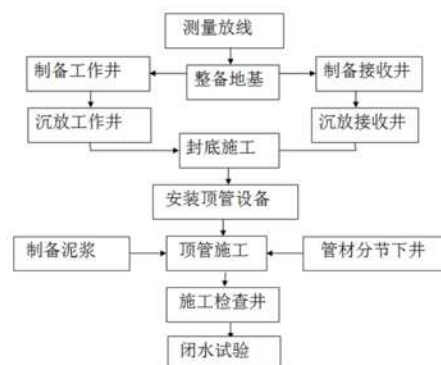 测量放线
制备工作井
整备地基
制备接收井
沉放工作井
沉放接收井
封底施工
安装顶管设备
制备泥浆
顶管施工
管材分节下井
施工检查井
闭水试验